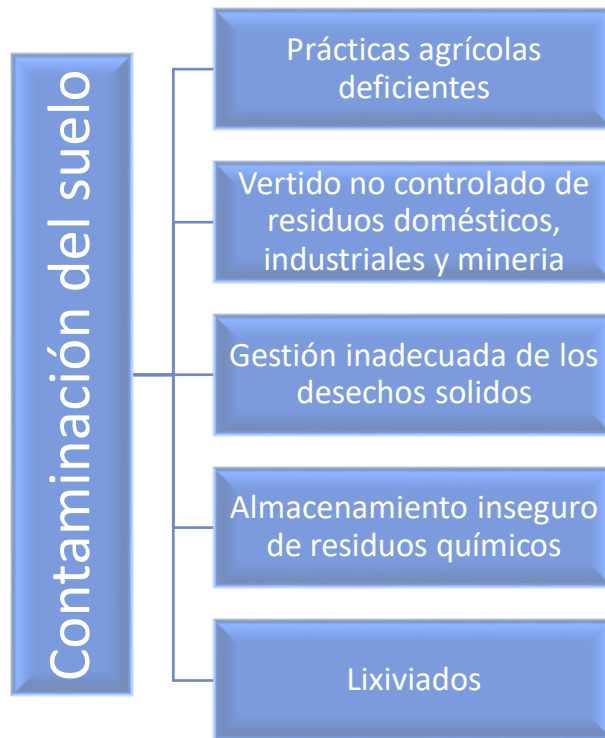 Contaminación del suelo
Prácticas agrícolas
deficientes
Vertido no controlado de
residuos domésticos,
industriales y mineria
Gestión inadecuada de los
desechos solidos
Almacenamiento inseguro
de residuos químicos
Lixiviados